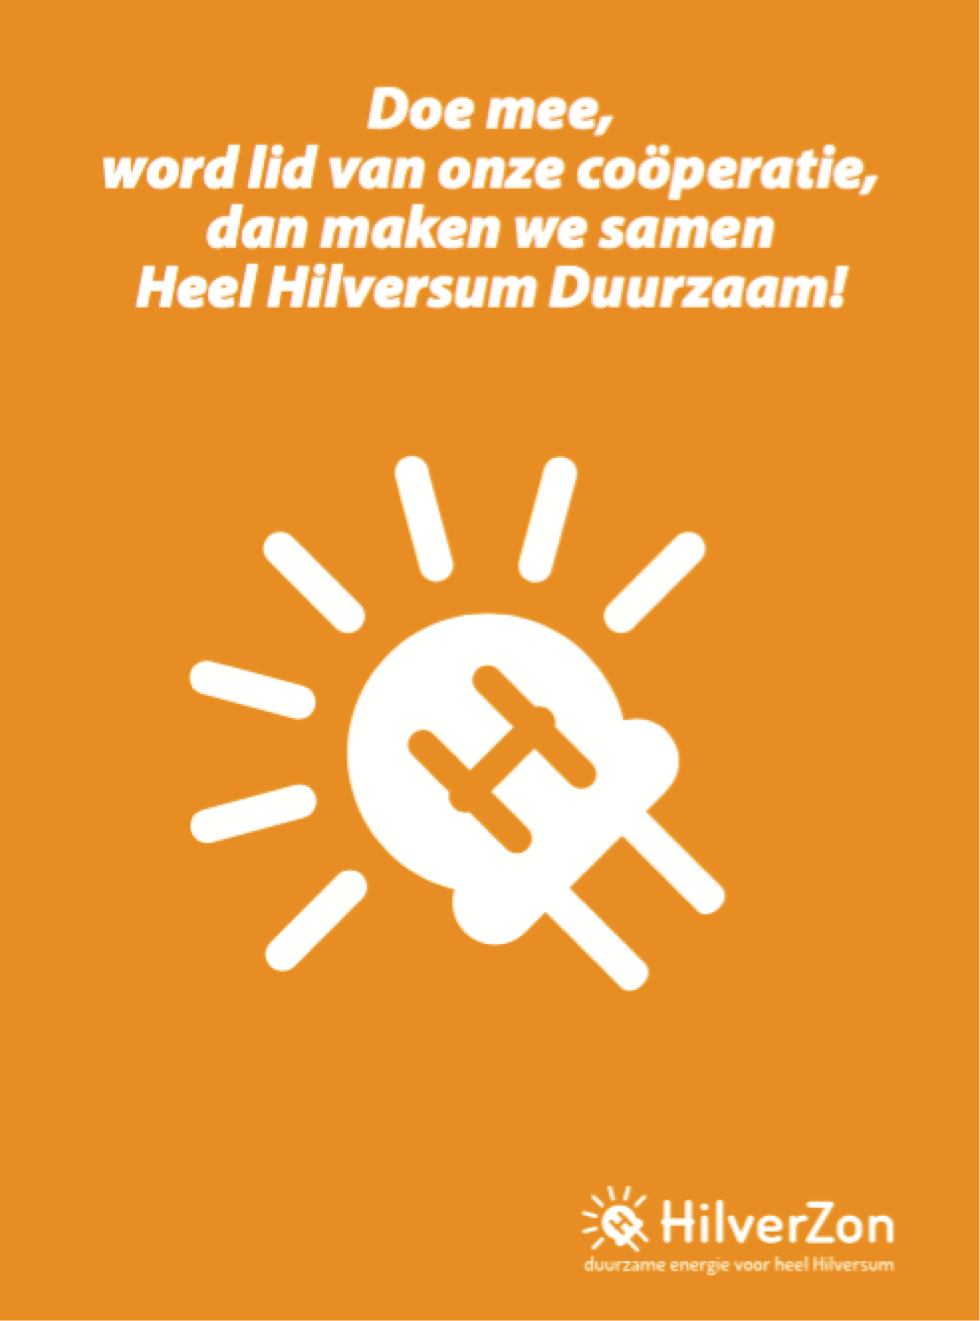 Doe mee,
word lid van onze coöperatie,
dan maken we samen
Heel Hilversum Duurzaam!
H
HilverZon
duurzame energie voor heel Hilversum